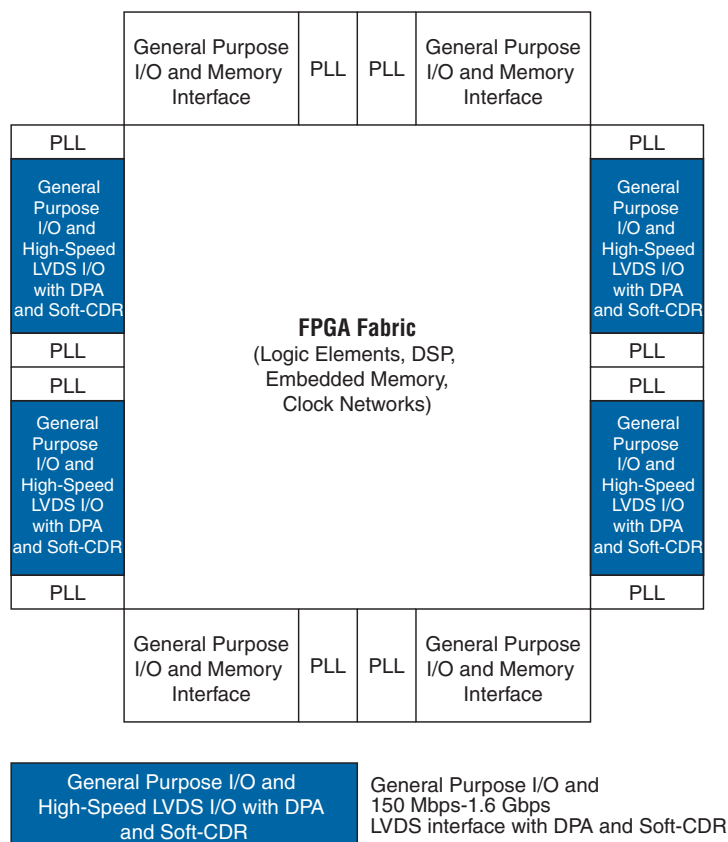 General Purpose
I/O and Memory
Interface
PLL
PLL
General Purpose
I/O and Memory
Interface
PLL
General
Purpose
I/O and
High-Speed
LVDS I/O
with DPA
and Soft-CDR
PLL
PLL
General
Purpose
I/O and
High-Speed
LVDS I/O
with DPA
and Soft-CDR
PLL
FPGA Fabric
(Logic Elements, DSP,
Embedded Memory,
Clock Networks)
PLL
General
Purpose
I/O and
High-Speed
LVDS I/O
with DPA
and Soft-CDR
PLL
PLL
General
Purpose
I/O and
High-Speed
LVDS I/O
with DPA
and Soft-CDR
PLL
General Purpose
I/O and Memory
Interface
PLL
PLL
General Purpose
I/O and Memory
Interface
General Purpose I/O and
High-Speed LVDS I/O with DPA
and Soft-CDR
General Purpose I/O and
150 Mbps-1.6 Gbps
LVDS interface with DPA and Soft-CDR